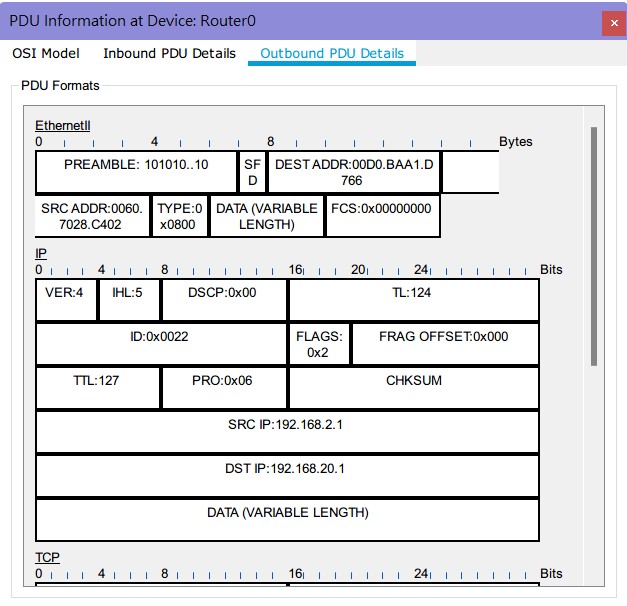 PDU Information at Device: Router0
×
OSI Model Inbound PDU Details Outbound PDU Details
PDU Formats
EthernetII
0 4 8 Bytes
PREAMBLE: 101010..10
SF
D
DEST ADDR:00D0.BAA1.D
766
SRC ADDR:0060.
7028.C402
TYPE:0
x0800
DATA (VARIABLE
LENGTH)
FCS:0x00000000
IP
0 4 8 16 20 24 Bits
VER:4 IHL:5 DSCP:0x00 TL:124
ID:0x0022
FLAGS:
0x2
FRAG OFFSET:0x000
TTL:127 PRO:0x06 CHKSUM
SRC IP:192.168.2.1
DST IP:192.168.20.1
DATA (VARIABLE LENGTH)
TCP
0 4 8 16 24 Bits